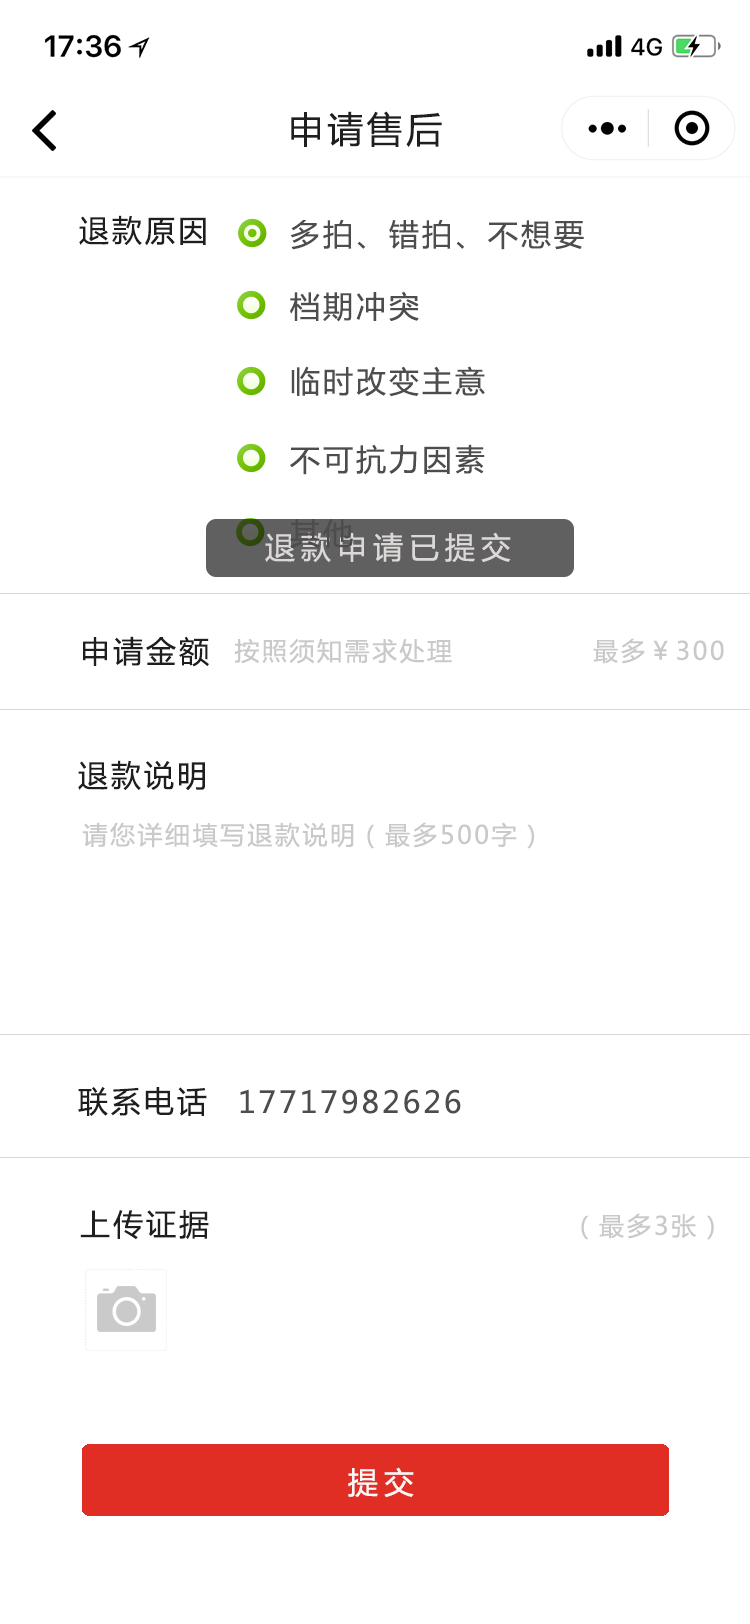 17:36
4G
申请售后
退款原因
多拍、错拍、不想要
档期冲突
临时改变主意
不可抗力因素
其他
退款申请已提交
申请金额 按照须知需求处理 最多¥300
退款说明
请您详细填写退款说明（最多500字）
联系电话 17717982626
上传证据 （最多3张）
提交